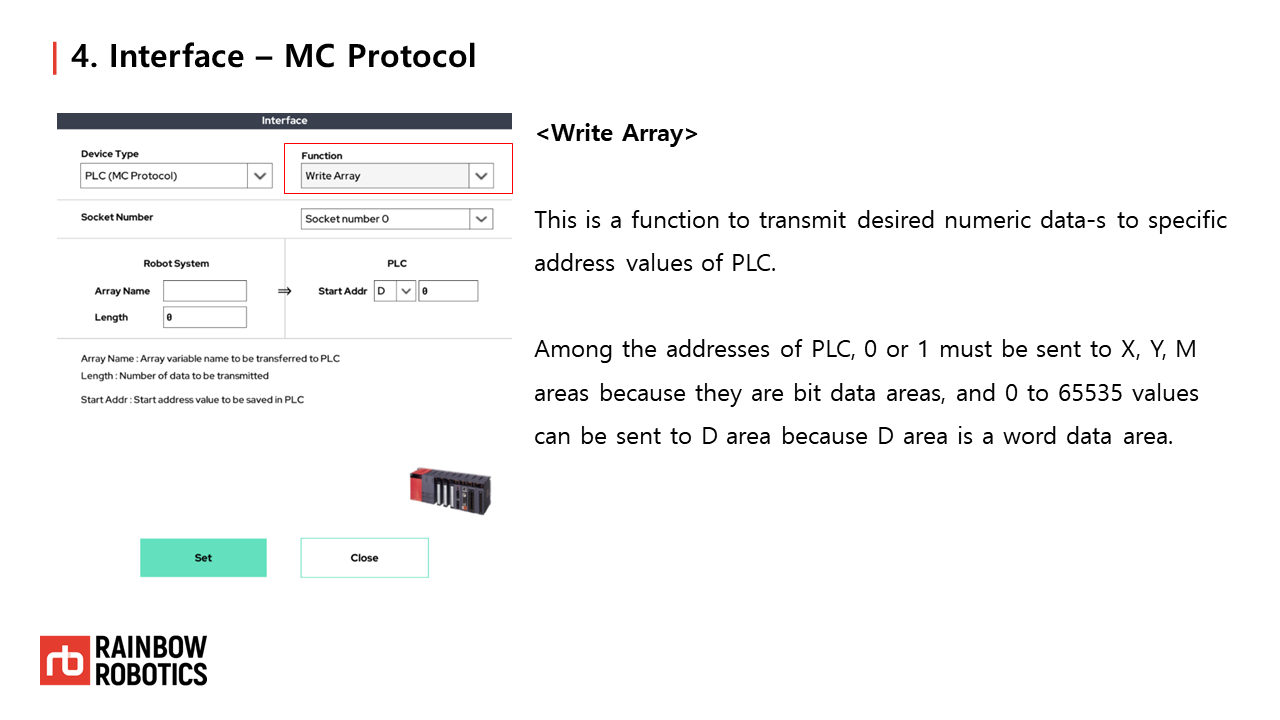 4. Interface – MC Protocol
Interface
Device Type
Function
PLC (MC Protocol)
Write Array
Socket Number
Socket number 0
Robot System
PLC
Array Name
⇒
Start Addr
D
0
Length
0
Array Name : Array variable name to be transferred to PLC
Length : Number of data to be transmitted
Start Addr : Start address value to be saved in PLC
Set
Close
<Write Array>
This is a function to transmit desired numeric data-s to specific
address values of PLC.
Among the addresses of PLC, 0 or 1 must be sent to X, Y, M
areas because they are bit data areas, and 0 to 65535 values
can be sent to D area because D area is a word data area.
rb
RAINBOW
ROBOTICS